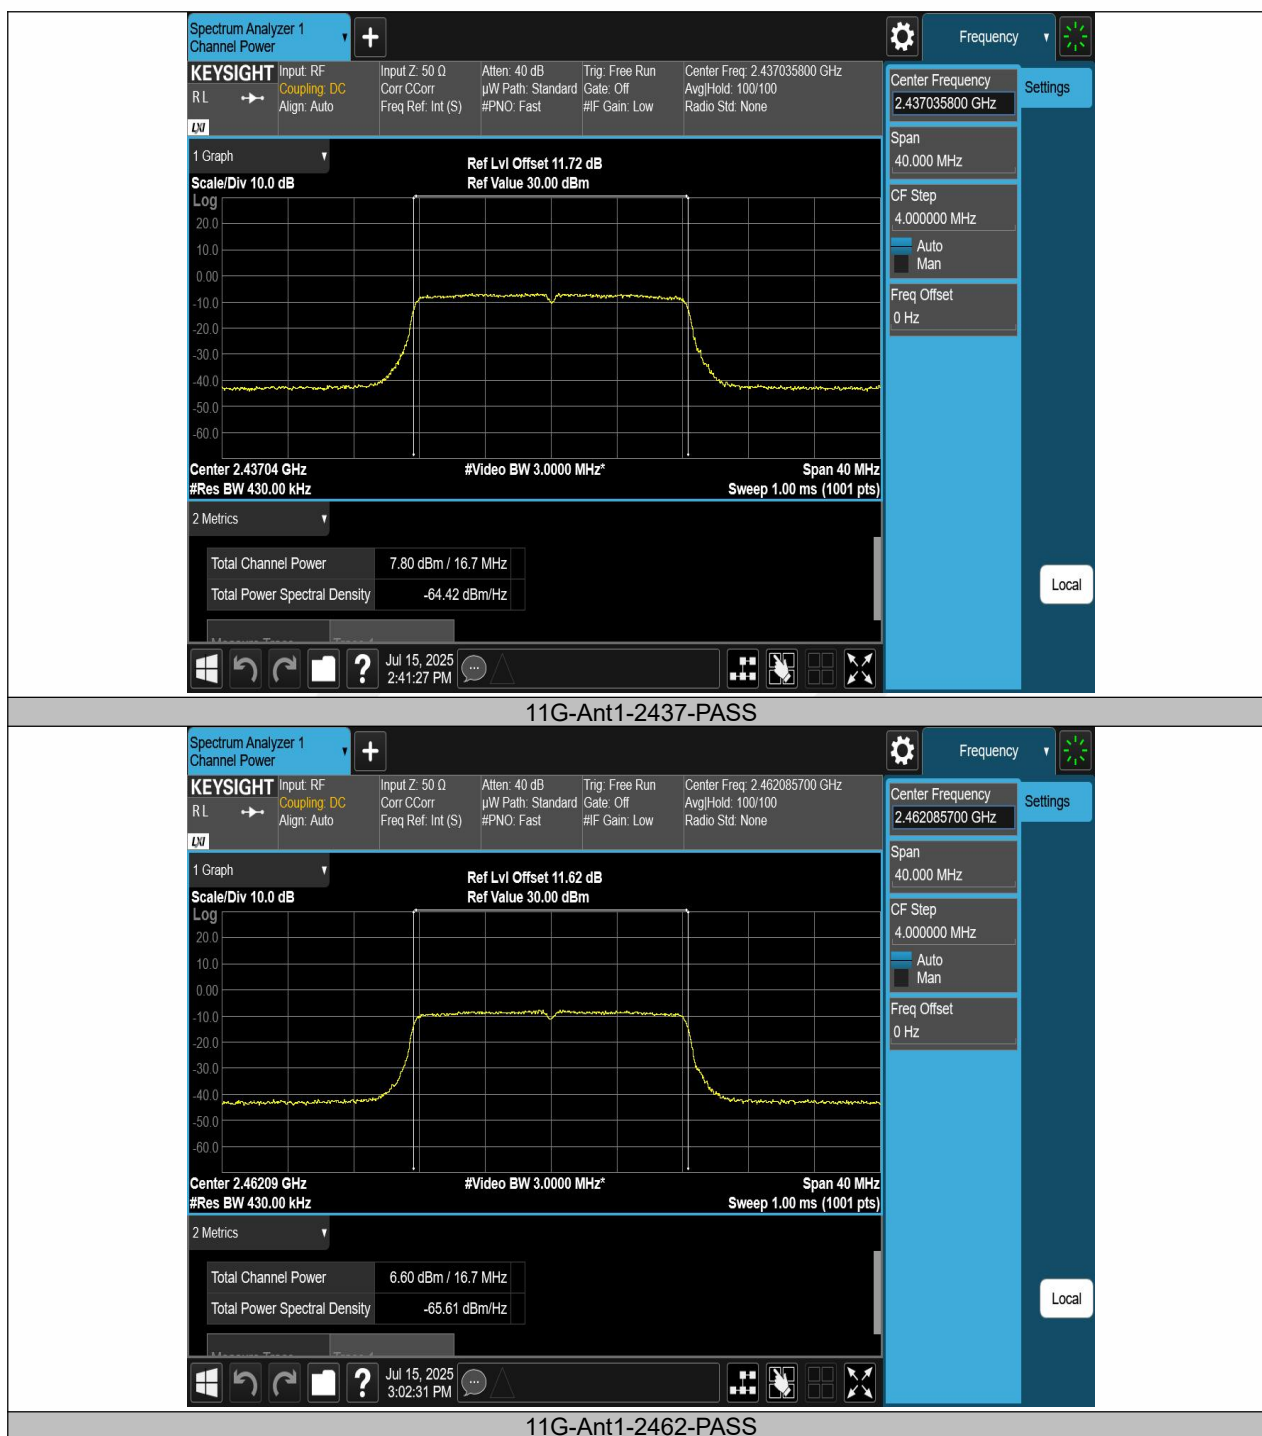 Spectrum Analyzer 1
Channel Power
Frequency
KEYSIGHT
RL
LXI
Input: RF
Coupling: DC
Align: Auto
Input Z: 50 Ω
Corr CCorr
Freq Ref: Int (S)
Atten: 40 dB
µW Path: Standard
#PNO: Fast
Trig: Free Run
Gate: Off
#IF Gain: Low
Center Freq: 2.437035800 GHz
Avg|Hold: 100/100
Radio Std: None
Center Frequency
2.437035800 GHz
Settings
Span
40.000 MHz
CF Step
4.000000 MHz
Auto
Man
Freq Offset
0 Hz
Local
1 Graph
Scale/Div 10.0 dB
Ref Lvl Offset 11.72 dB
Ref Value 30.00 dBm
Log
20.0
10.0
0.00
-10.0
-20.0
-30.0
-40.0
-50.0
-60.0
Center 2.43704 GHz
#Video BW 3.0000 MHz*
Span 40 MHz
#Res BW 430.00 kHz
Sweep 1.00 ms (1001 pts)
2 Metrics
Total Channel Power 7.80 dBm / 16.7 MHz
Total Power Spectral Density -64.42 dBm/Hz
Jul 15, 2025
2:41:27 PM
11G-Ant1-2437-PASS
Spectrum Analyzer 1
Channel Power
Frequency
KEYSIGHT
RL
LXI
Input: RF
Coupling: DC
Align: Auto
Input Z: 50 Ω
Corr CCorr
Freq Ref: Int (S)
Atten: 40 dB
µW Path: Standard
#PNO: Fast
Trig: Free Run
Gate: Off
#IF Gain: Low
Center Freq: 2.462085700 GHz
Avg|Hold: 100/100
Radio Std: None
Center Frequency
2.462085700 GHz
Settings
Span
40.000 MHz
CF Step
4.000000 MHz
Auto
Man
Freq Offset
0 Hz
Local
1 Graph
Scale/Div 10.0 dB
Ref Lvl Offset 11.62 dB
Ref Value 30.00 dBm
Log
20.0
10.0
0.00
-10.0
-20.0
-30.0
-40.0
-50.0
-60.0
Center 2.46209 GHz
#Video BW 3.0000 MHz*
Span 40 MHz
#Res BW 430.00 kHz
Sweep 1.00 ms (1001 pts)
2 Metrics
Total Channel Power 6.60 dBm / 16.7 MHz
Total Power Spectral Density -65.61 dBm/Hz
Jul 15, 2025
3:02:31 PM
11G-Ant1-2462-PASS